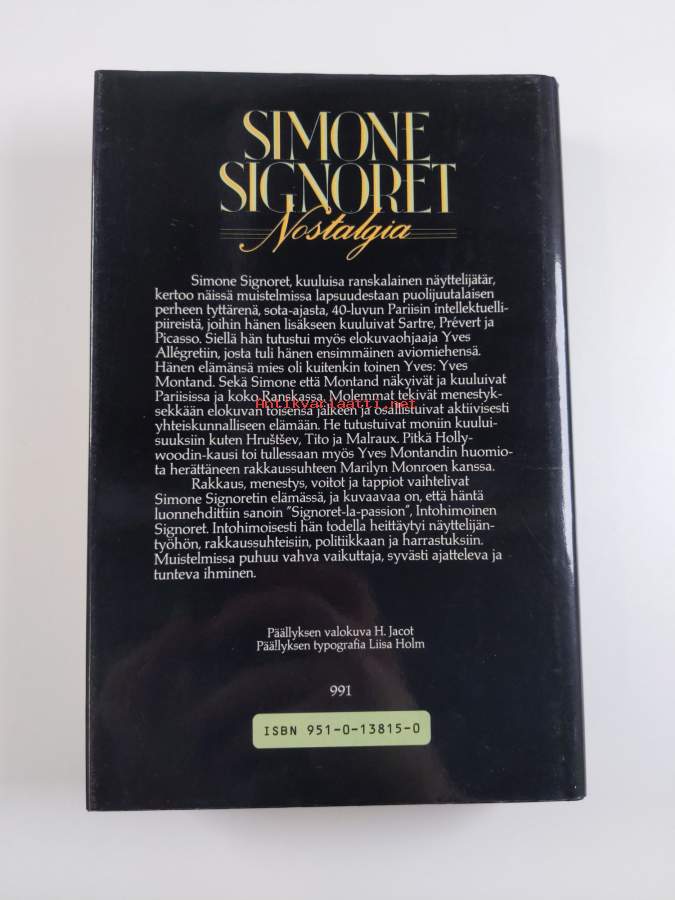 SIMONE
SIGNORET
Nostalgia
Simone Signoret, kuuluisa ranskalainen näyttelijätär,
kertoo näissä muistelmissa lapsuudestaan puolijuutalaisen
perheen tyttärenä, sota-ajasta, 40-luvun Pariisin intellektuelli-
piireistä, joihin hänen lisäkseen kuuluivat Sartre, Prévert ja
Picasso. Siellä hän tutustui myös elokuvaohjaaja Yves
Allégretiin, josta tuli hänen ensimmäinen aviomiehensä.
Hänen elämänsä mies oli kuitenkin toinen Yves: Yves
Montand. Sekä Simone että Montand näkyivät ja kuuluivat
Pariisissa ja koko Ranskassa. Molemmat tekivät menestyk-
Antikvariaatti.net
sekkään elokuvan toisensa jälkeen ja osallistuivat aktiivisesti
yhteiskunnalliseen elämään. He tutustuivat moniin kuului-
suuksiin kuten Hruštšev, Tito ja Malraux. Pitkä Holly-
woodin-kausi toi tullessaan myös Yves Montandin huomio-
ta herättäneen rakkaussuhteen Marilyn Monroen kanssa.
Rakkaus, menestys, voitot ja tappiot vaihtelivat
Simone Signoretin elämässä, ja kuvaavaa on, että häntä
luonnehdittiin sanoin "Signoret-la-passion", Intohimoinen
Signoret. Intohimoisesti hän todella heittäytyi näyttelijän-
työhön, rakkaussuhteisiin, politiikkaan ja harrastuksiin.
Muistelmissa puhuu vahva vaikuttaja, syvästi ajatteleva ja
tunteva ihminen.
Päällyksen valokuva H. Jacot
Päällyksen typografia Liisa Holm
991
ISBN 951-0-13815-0